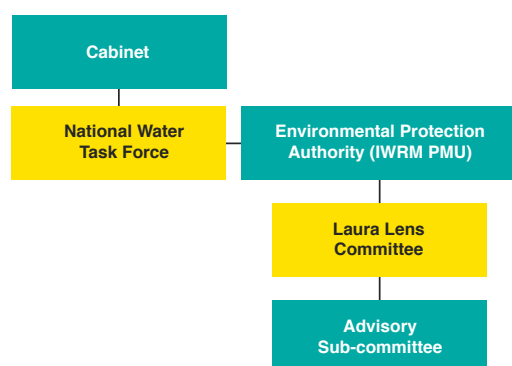 Cabinet
National Water
Task Force
Environmental Protection
Authority (IWRM PMU)
Laura Lens
Committee
Advisory
Sub-committee